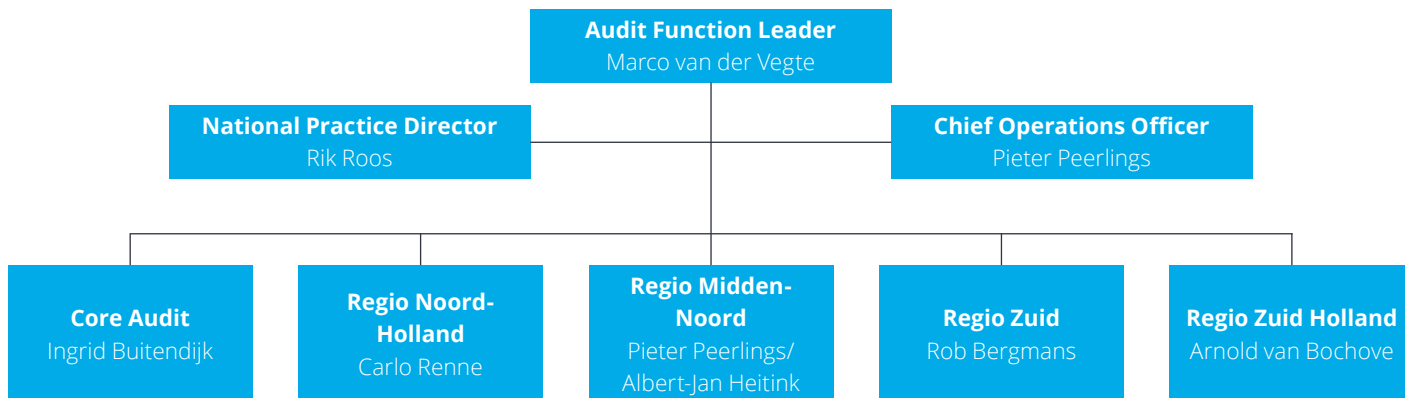 Audit Function Leader
Marco van der Vegte
National Practice Director
Rik Roos
Chief Operations Officer
Pieter Peerlings
Core Audit
Ingrid Buitendijk
Regio Noord-
Holland
Carlo Renne
Regio Midden-
Noord
Pieter Peerlings/
Albert-Jan Heitink
Regio Zuid
Rob Bergmans
Regio Zuid Holland
Arnold van Bochove